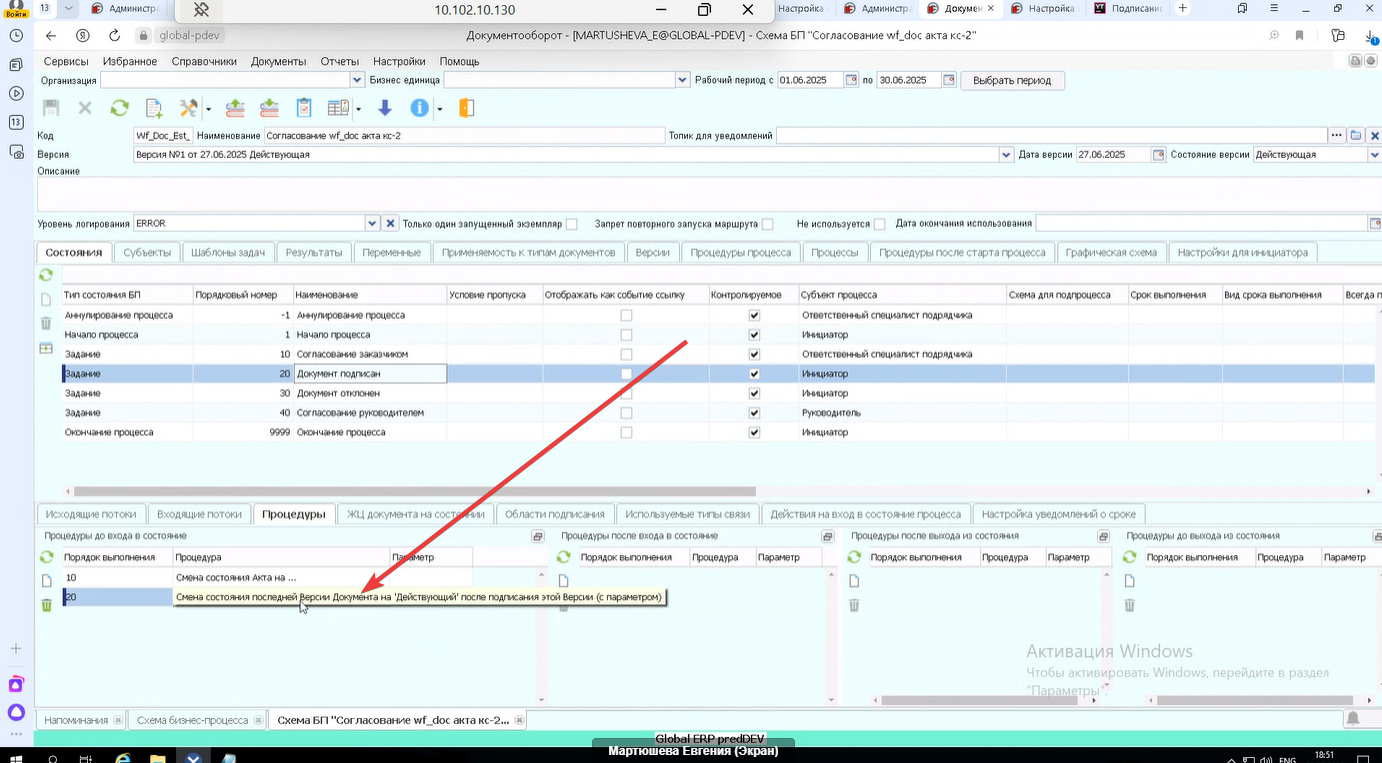 Войти
13
Администра
10.102.10.130
Настройка
Администра
Докумен
Настройка
Подписани
global-pdev
Документооборот - [MARTUSHEVA_E@GLOBAL-PDEV] - Схема БП "Согласование wf_doc акта кс-2"
1
Сервисы Избранное Справочники Документы Отчеты Настройки Помощь
Организация Бизнес единица Рабочий период с 01.06.2025 по 30.06.2025 Выбрать период
13
Код Wf_Doc_Est_ Наименование Согласование wf_doc акта кс-2 Топик для уведомлений
Версия Версия №1 от 27.06.2025 Действующая Дата версии 27.06.2025 Состояние версии Действующая
Описание
Уровень логирования ERROR Только один запущенный экземпляр Запрет повторного запуска маршрута Не используется Дата окончания использования
Состояния Субъекты Шаблоны задач Результаты Переменные Применяемость к типам документов Версии Процедуры процесса Процессы Процедуры после старта процесса Графическая схема Настройки для инициатора
Тип состояния БП Порядковый номер Наименование Условие пропуска Отображать как событие ссылку Контролируемое Субъект процесса Схема для подпроцесса Срок выполнения Вид срока выполнения Всегда п
Аннулирование процесса -1 Аннулирование процесса Ответственный специалист подрядчика
Начало процесса 1 Начало процесса Инициатор
Задание 10 Согласование заказчиком Ответственный специалист подрядчика
Задание 20 Документ подписан Инициатор
Задание 30 Документ отклонен Инициатор
Задание 40 Согласование руководителем Руководитель
Окончание процесса 9999 Окончание процесса Инициатор
Исходящие потоки Входящие потоки Процедуры ЖЦ документа на состоянии Области подписания Используемые типы связи Действия на вход в состояние процесса Настройка уведомлений о сроке
Процедуры до входа в состояние Процедуры после входа в состояние Процедуры после выхода из состояния Процедуры до выхода из состояния
Порядок выполнения Процедура Параметр Порядок выполнения Процедура Параметр Порядок выполнения Процедура Параметр Порядок выполнения Процедура Параметр
10 Смена состояния Акта на ...
20 Смена состояния последней Версии Документа на 'Действующий' после подписания этой Версии (с параметром)
Активация Windows
Чтобы активировать Windows, перейдите в раздел
"Параметры".
Напоминания Схема бизнес-процесса Схема БП "Согласование wf_doc акта кс-2...
Global ERP predDEV
Мартюшева Евгения (Экран)
ENG
18:51